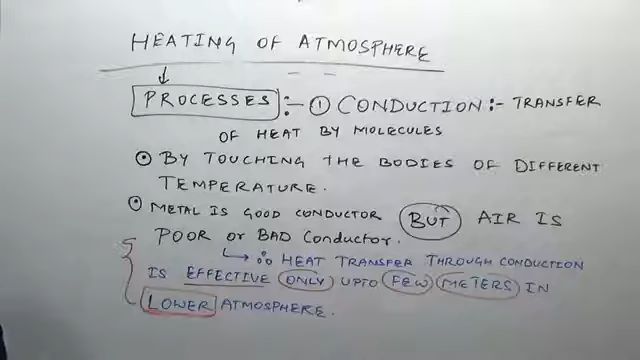 HEATING OF ATMOSPHERE
PROCESSES :- ① CONDUCTION :- TRANSFER
OF HEAT BY MOLECULES
⊙ BY TOUCHING THE BODIES OF DIFFERENT
TEMPERATURE.
⊙ METAL IS GOOD CONDUCTOR BUT AIR IS
POOR or BAD Conductor.
↳ ∴ HEAT TRANSFER THROUGH CONDUCTION
IS EFFECTIVE ONLY UPTO FEW METERS IN
LOWER ATMOSPHERE.